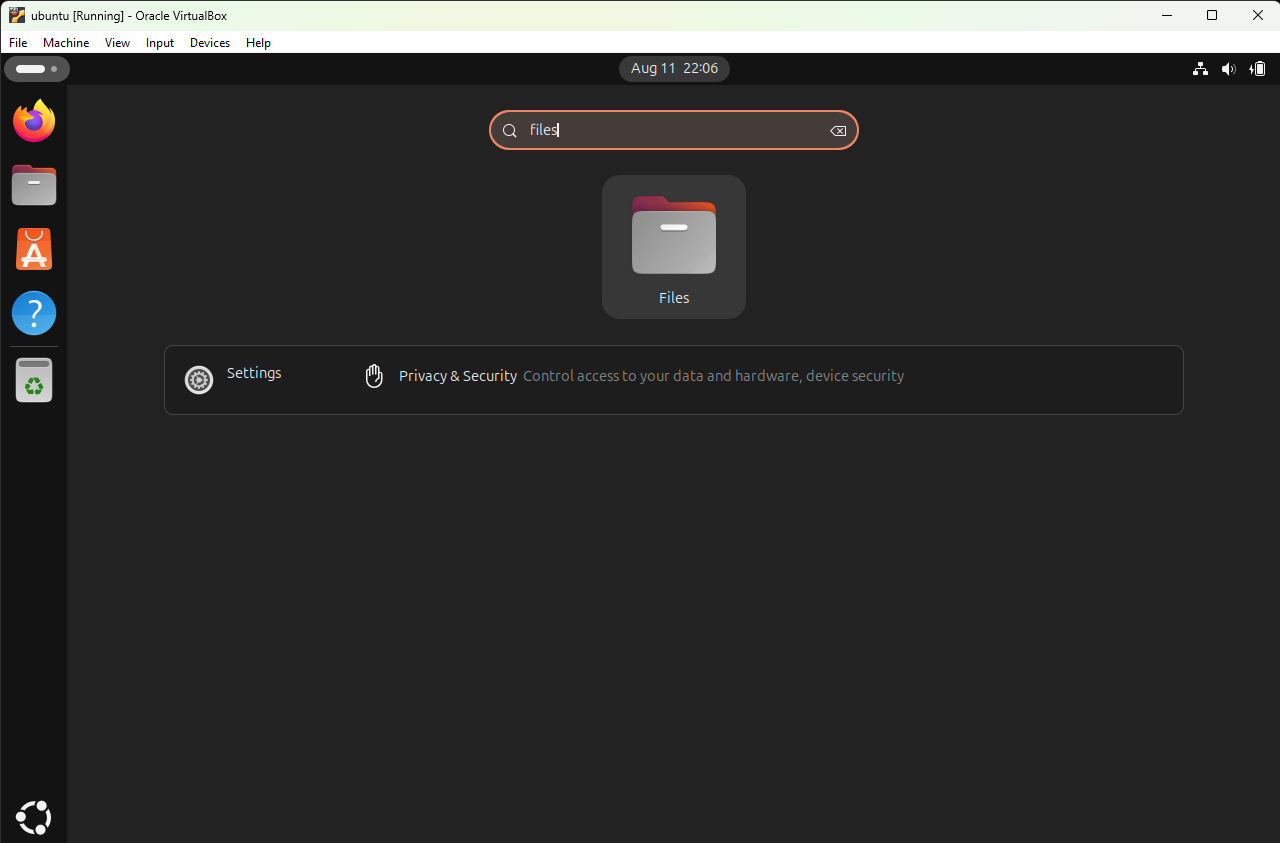 ubuntu [Running] - Oracle VirtualBox
File Machine View Input Devices Help
Aug 11 22:06
files
Files
Settings
Privacy & Security Control access to your data and hardware, device security